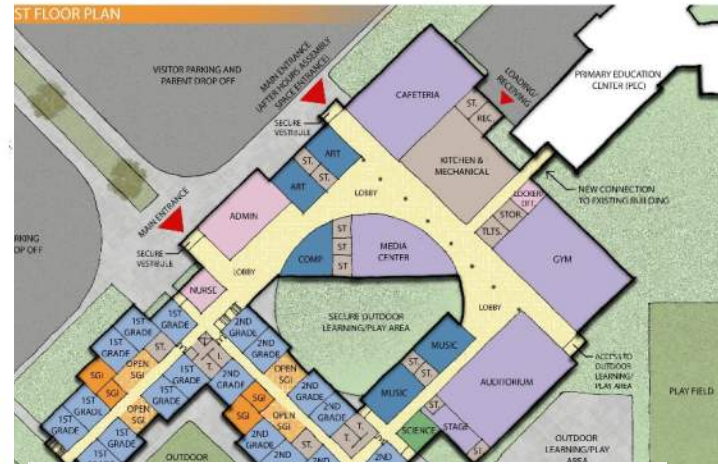 ST FLOOR PLAN
VISITOR PARKING AND
PARENT DROP OFF
MAIN ENTRANCE
(AFTER HOURS ASSEMBLY
SPACE ENTRANCE)
LOADING/
RECEIVING
PRIMARY EDUCATION
CENTER (PEC)
CAFETERIA
ST.
REC.
SECURE
VESTIBULE
ART
ST.
ST.
ART
KITCHEN &
MECHANICAL
LOBBY
NEW CONNECTION
TO EXISTING BUILDING
LOCKER/
OFF.
STOR.
TLTS.
ADMIN
MAIN ENTRANCE
RKING
OP OFF
SECURE
VESTIBULE
LOBBY
COMP
ST
ST
ST
MEDIA
CENTER
GYM
NURSE
LOBBY
SECURE OUTDOOR
LEARNING/PLAY AREA
1ST
GRADE
1ST
GRADE
1ST
GRADE
ST.
SGI
SGI
OPEN
SGI
1ST
GRADE
1ST
GRADE
OPEN
SGI
1ST
GRADE
1ST
GRADE
T.
T.
T.
2ND
GRADE
2ND
GRADE
2ND
GRADE
OPEN
SGI
2ND
GRADE
SGI
SGI
OPEN
SGI
2ND
GRADE
2ND
GRADE
2ND
GRADE
ST.
T.
T.
MUSIC
ST.
ST.
MUSIC
AUDITORIUM
ST.
STAGE
ST
SCIENCE
ACCESS TO
OUTDOOR
LEARNING/
PLAY AREA
PLAY FIELD
OUTDOOR
OUTDOOR
LEARNING/PLAY
AREA